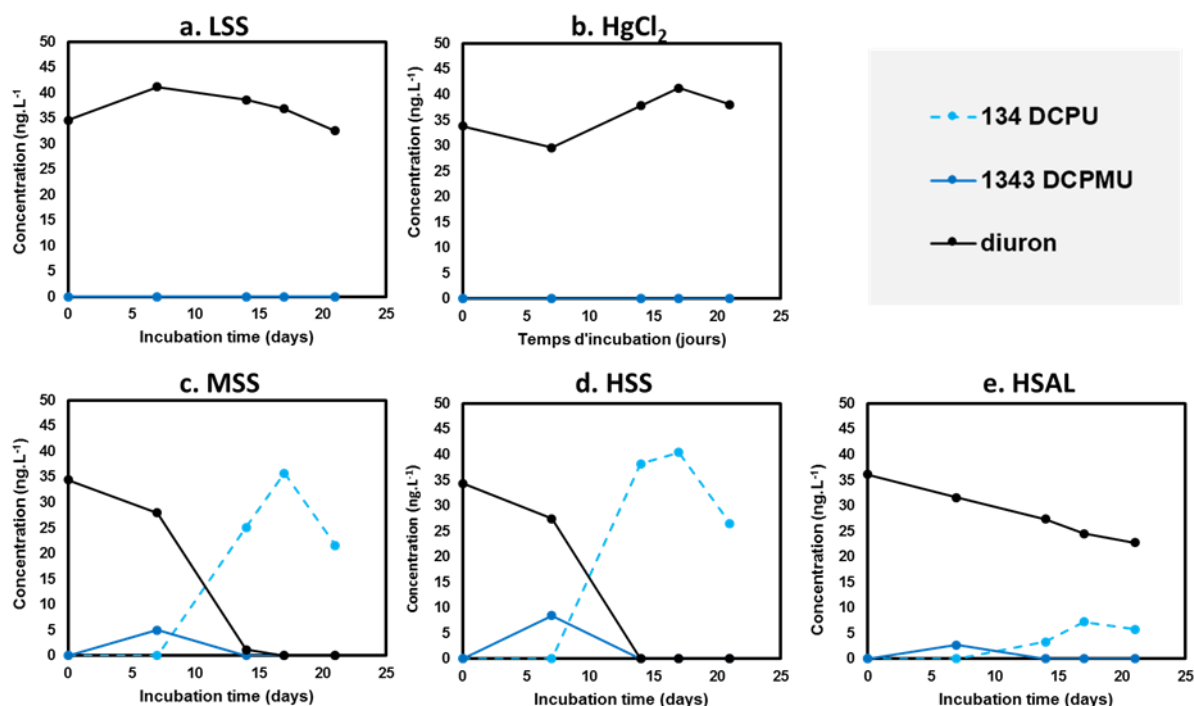 a. LSS
Concentration (ng.L-1)
50
45
40
35
30
25
20
15
10
5
0
0 5 10 15 20 25
Incubation time (days)
b. HgCl₂
Concentration (ng.L-1)
50
45
40
35
30
25
20
15
10
5
0
0 5 10 15 20 25
Temps d'incubation (jours)
134 DCPU
1343 DCPMU
diuron
c. MSS
Concentration (ng.L-1)
50
45
40
35
30
25
20
15
10
5
0
0 5 10 15 20 25
Incubation time (days)
d. HSS
Concentration (ng.L-1)
50
45
40
35
30
25
20
15
10
5
0
0 5 10 15 20 25
Incubation time (days)
e. HSAL
Concentration (ng.L-1)
50
45
40
35
30
25
20
15
10
5
0
0 5 10 15 20 25
Incubation time (days)